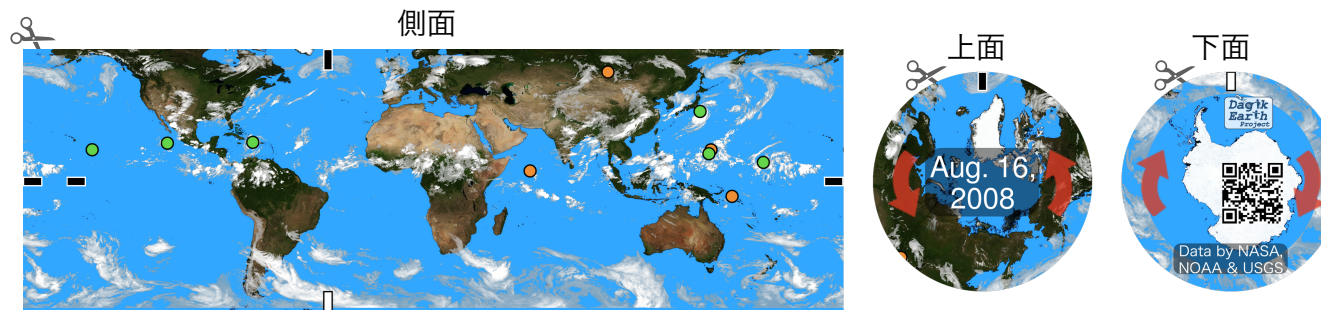 側面
上面
下面
Aug. 16,
2008
Dagik
Earth
Project
Data by NASA,
NOAA & USGS